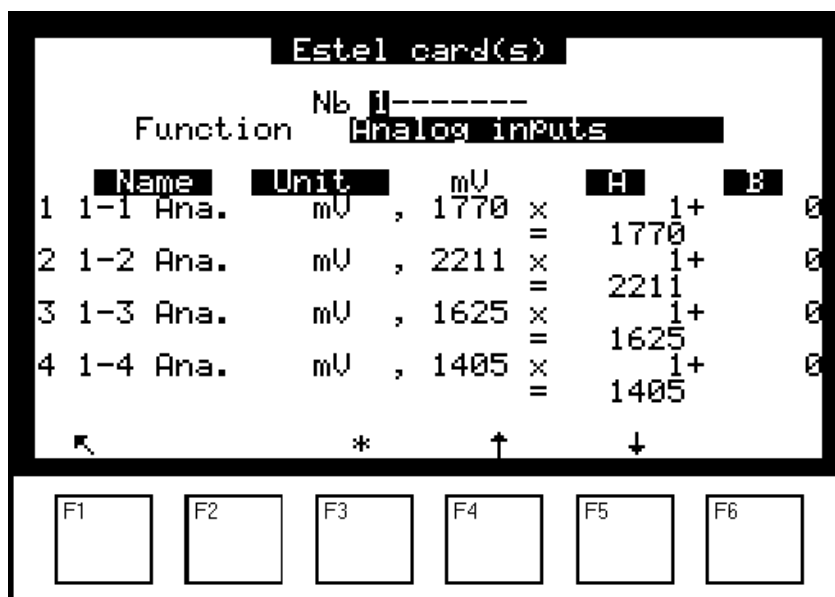 Estel card(s)
Nb 1-------
Function Analog inputs
Name Unit mV A B
1 1-1 Ana. mV , 1770 x 1+ 0
= 1770
2 1-2 Ana. mV , 2211 x 1+ 0
= 2211
3 1-3 Ana. mV , 1625 x 1+ 0
= 1625
4 1-4 Ana. mV , 1405 x 1+ 0
= 1405
↖ * ↑ ↓
F1 F2 F3 F4 F5 F6